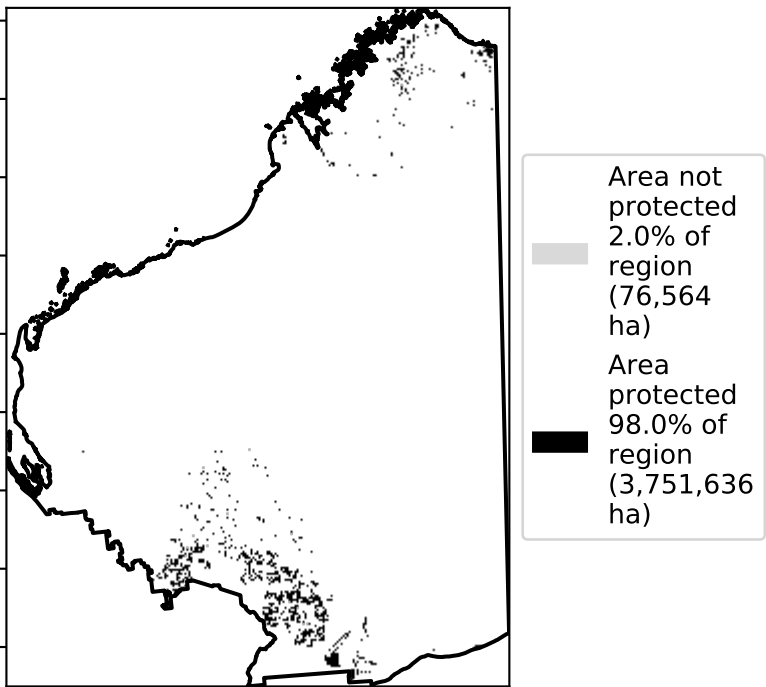 Area not
protected
2.0% of
region
(76,564
ha)
Area
protected
98.0% of
region
(3,751,636
ha)